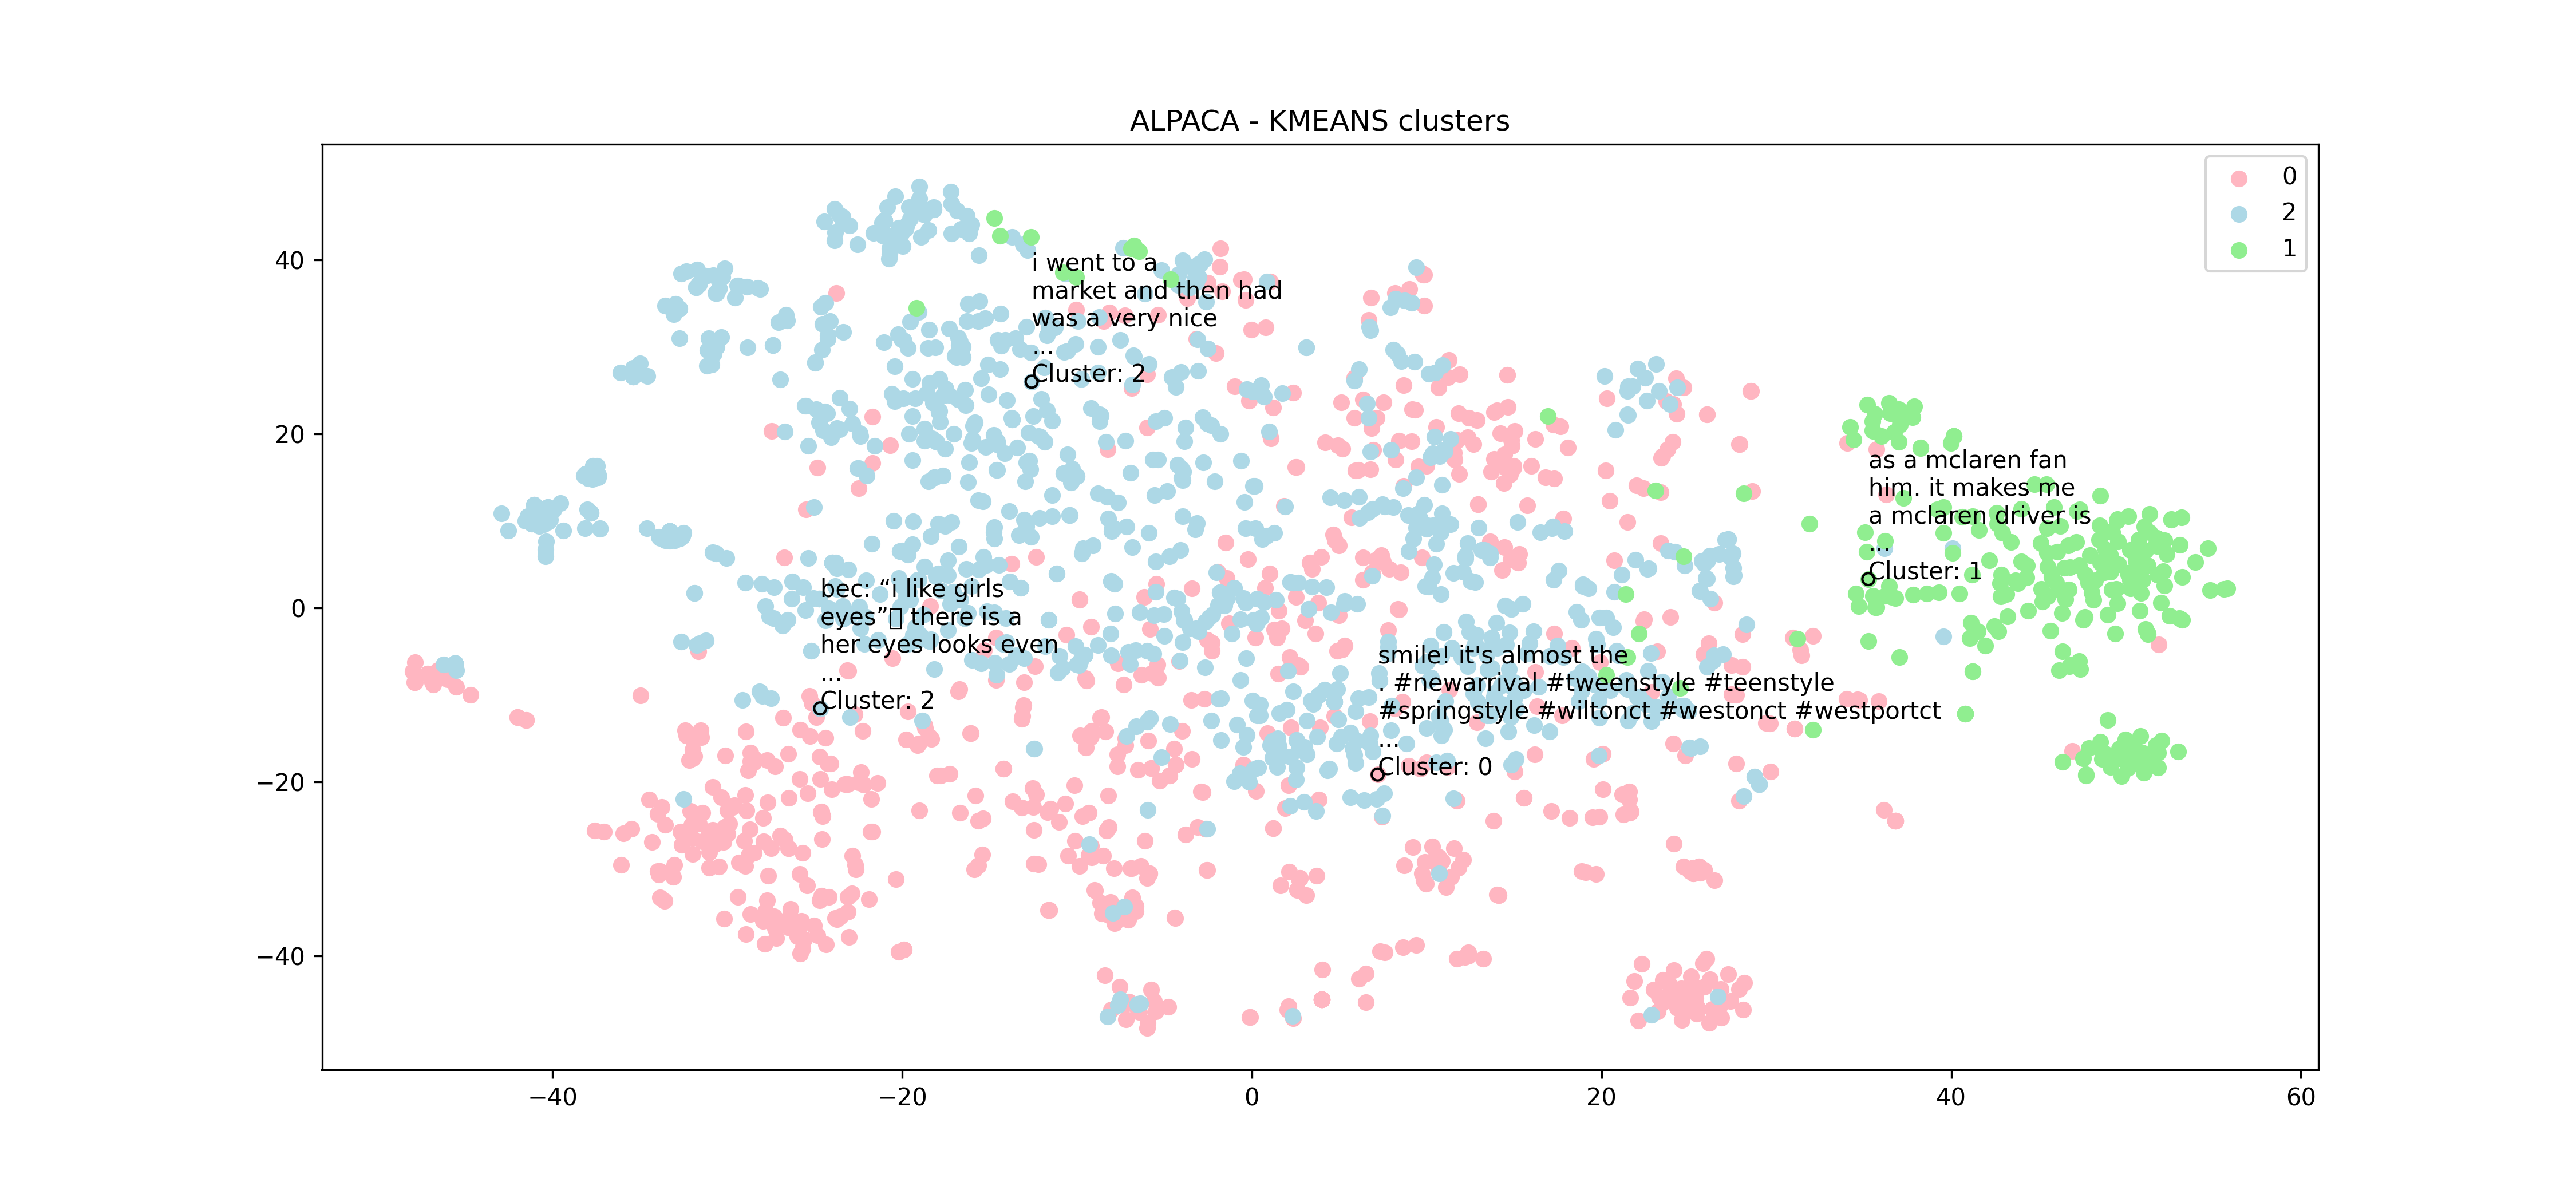 ALPACA - KMEANS clusters
0
2
1
40
20
0
−20
−40
i went to a
market and then had
was a very nice
...
Cluster: 2
as a mclaren fan
him. it makes me
a mclaren driver is
...
Cluster: 1
bec: “i like girls
eyes”▯ there is a
her eyes looks even
...
Cluster: 2
smile! it's almost the
. #newarrival #tweenstyle #teenstyle
#springstyle #wiltonct #westonct #westportct
...
Cluster: 0
−40
−20
0
20
40
60